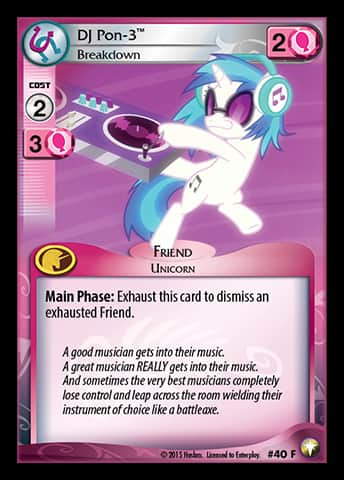 DJ Pon-3™
Breakdown
2
COST
2
3
FRIEND
UNICORN
Main Phase: Exhaust this card to dismiss an
exhausted Friend.
A good musician gets into their music.
A great musician REALLY gets into their music.
And sometimes the very best musicians completely
lose control and leap across the room wielding their
instrument of choice like a battleaxe.
© 2015 Hasbro. Licensed to Enterplay. #40 F